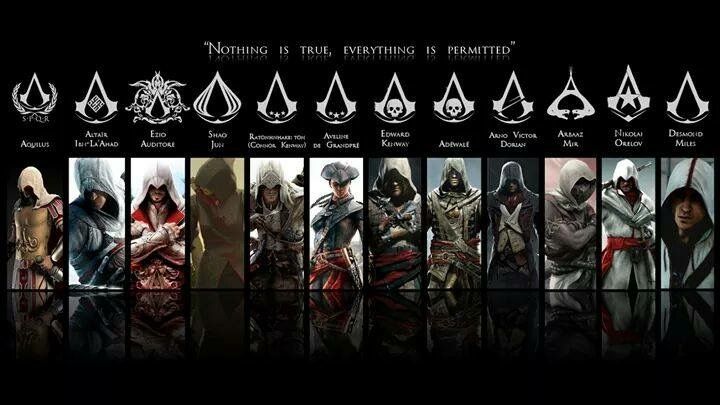 “Nothing is true, everything is permitted”
S·P·Q·R
Aquilus
Altaïr
Ibn-La'Ahad
Ezio
Auditore
Shao
Jun
Ratonhnhaké:ton
(Connor Kenway)
Aveline
de Grandpré
Edward
Kenway
Adéwalé
Arno Victor
Dorian
Arbaaz
Mir
Nikolai
Orelov
Desmond
Miles